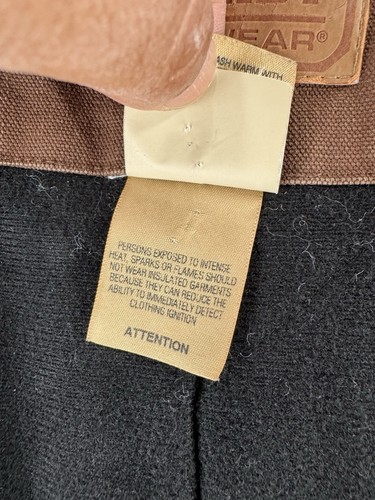 WEAR®
ASH WARM WITH
PERSONS EXPOSED TO INTENSE
HEAT, SPARKS OR FLAMES SHOULD
NOT WEAR INSULATED GARMENTS
BECAUSE THEY CAN REDUCE THE
ABILITY TO IMMEDIATELY DETECT
CLOTHING IGNITION
ATTENTION